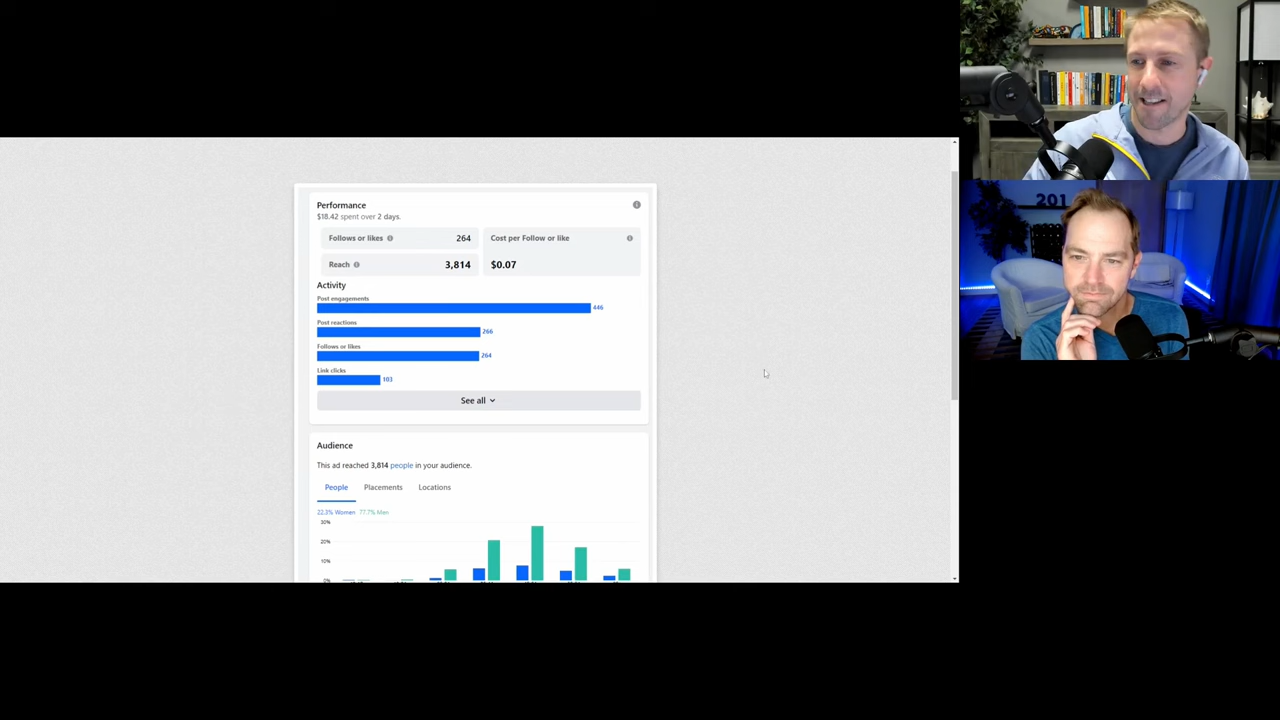 Performance
$18.42 spent over 2 days.
Follows or likes 264
Cost per Follow or like
Reach 3,814
$0.07
Activity
Post engagements
446
Post reactions
266
Follows or likes
264
Link clicks
103
See all
Audience
This ad reached 3,814 people in your audience.
People Placements Locations
22.3% Women 77.7% Men
30%
20%
10%
0%
201